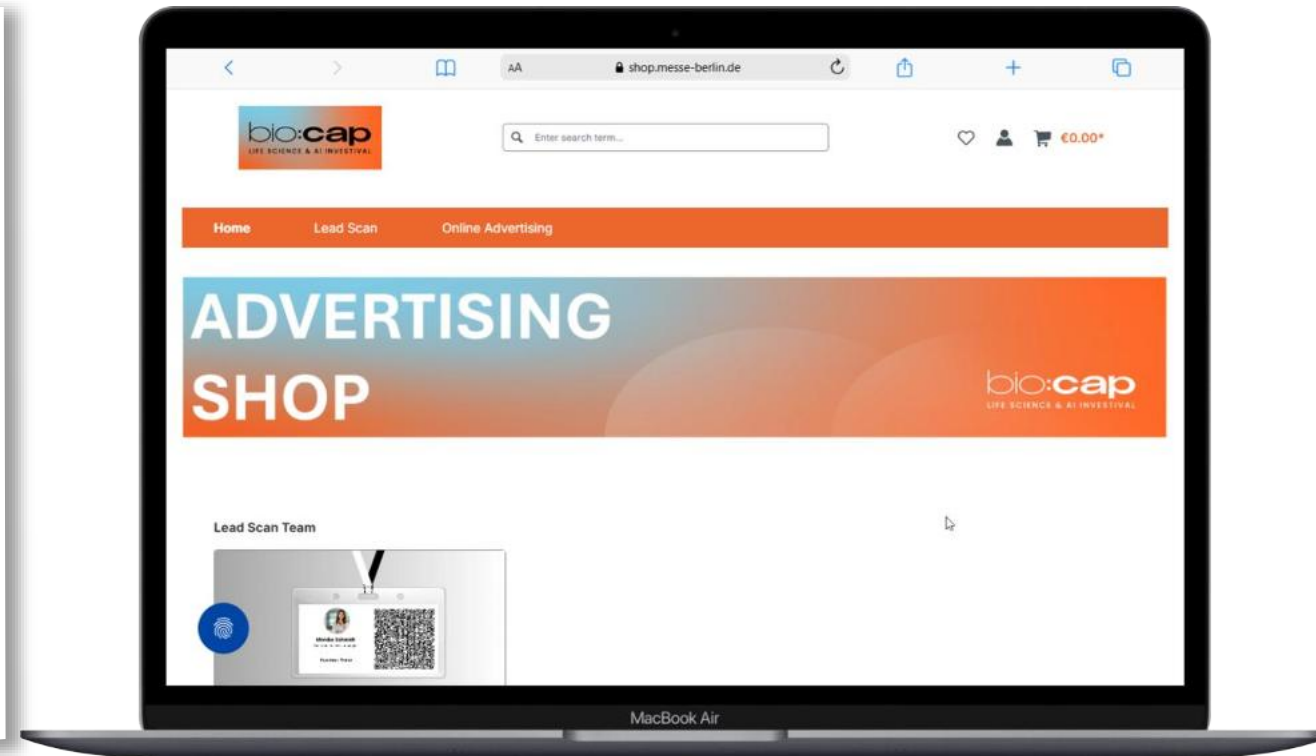 AA
shop.messe-berlin.de
bio:cap
LIFE SCIENCE & AI INVESTIVAL
Enter search term...
€0.00*
Home
Lead Scan
Online Advertising
ADVERTISING
SHOP
bio:cap
LIFE SCIENCE & AI INVESTIVAL
Lead Scan Team
MacBook Air